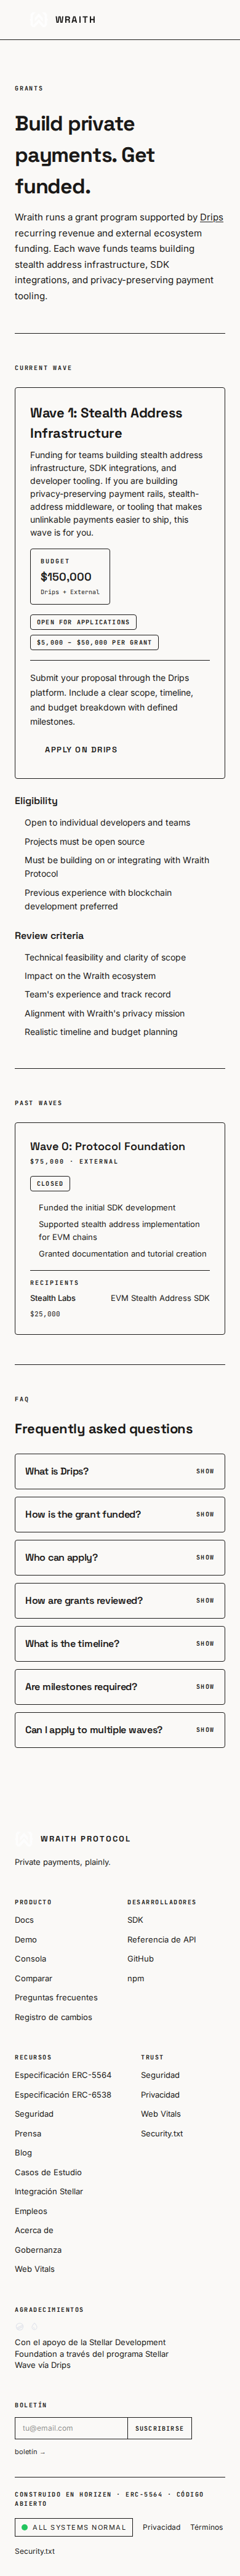 WRAITH
GRANTS
Build private
payments. Get
funded.
Wraith runs a grant program supported by Drips
recurring revenue and external ecosystem
funding. Each wave funds teams building
stealth address infrastructure, SDK
integrations, and privacy-preserving payment
tooling.
CURRENT WAVE
Wave 1: Stealth Address
Infrastructure
Funding for teams building stealth address
infrastructure, SDK integrations, and
developer tooling. If you are building
privacy-preserving payment rails, stealth-
address middleware, or tooling that makes
unlinkable payments easier to ship, this
wave is for you.
BUDGET
$150,000
Drips + External
OPEN FOR APPLICATIONS
$5,000 – $50,000 PER GRANT
Submit your proposal through the Drips
platform. Include a clear scope, timeline,
and budget breakdown with defined
milestones.
APPLY ON DRIPS
Eligibility
Open to individual developers and teams
Projects must be open source
Must be building on or integrating with Wraith
Protocol
Previous experience with blockchain
development preferred
Review criteria
Technical feasibility and clarity of scope
Impact on the Wraith ecosystem
Team's experience and track record
Alignment with Wraith's privacy mission
Realistic timeline and budget planning
PAST WAVES
Wave 0: Protocol Foundation
$75,000 · EXTERNAL
CLOSED
Funded the initial SDK development
Supported stealth address implementation
for EVM chains
Granted documentation and tutorial creation
RECIPIENTS
Stealth Labs EVM Stealth Address SDK
$25,000
FAQ
Frequently asked questions
What is Drips? SHOW
How is the grant funded? SHOW
Who can apply? SHOW
How are grants reviewed? SHOW
What is the timeline? SHOW
Are milestones required? SHOW
Can I apply to multiple waves? SHOW
WRAITH PROTOCOL
Private payments, plainly.
PRODUCTO
Docs
Demo
Consola
Comparar
Preguntas frecuentes
Registro de cambios
DESARROLLADORES
SDK
Referencia de API
GitHub
npm
RECURSOS
Especificación ERC-5564
Especificación ERC-6538
Seguridad
Prensa
Blog
Casos de Estudio
Integración Stellar
Empleos
Acerca de
Gobernanza
Web Vitals
TRUST
Seguridad
Privacidad
Web Vitals
Security.txt
AGRADECIMIENTOS
Con el apoyo de la Stellar Development
Foundation a través del programa Stellar
Wave vía Drips
BOLETÍN
tu@email.com SUSCRIBIRSE
boletín →
CONSTRUIDO EN HORIZEN · ERC-5564 · CÓDIGO
ABIERTO
ALL SYSTEMS NORMAL Privacidad Términos
Security.txt